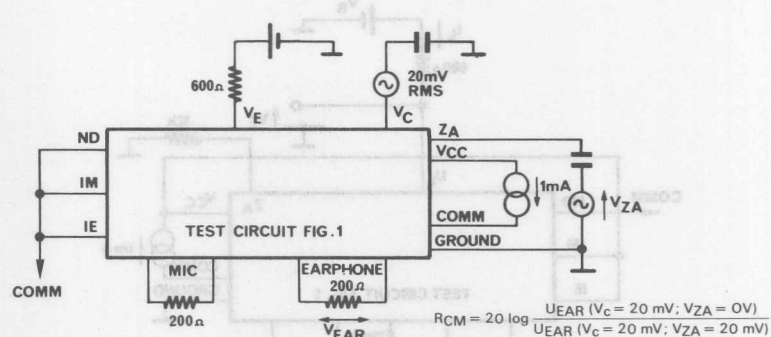 600Ω
20mV
RMS
VE
VC
ND
ZA
VCC
IM
1mA
VZA
COMM
IE
TEST CIRCUIT FIG.1
GROUND
MIC
EARPHONE
COMM
200Ω
200Ω
VEAR
RCM = 20 log UEAR (Vc = 20 mV; VZA = 0V)
UEAR (Vc = 20 mV; VZA = 20 mV)